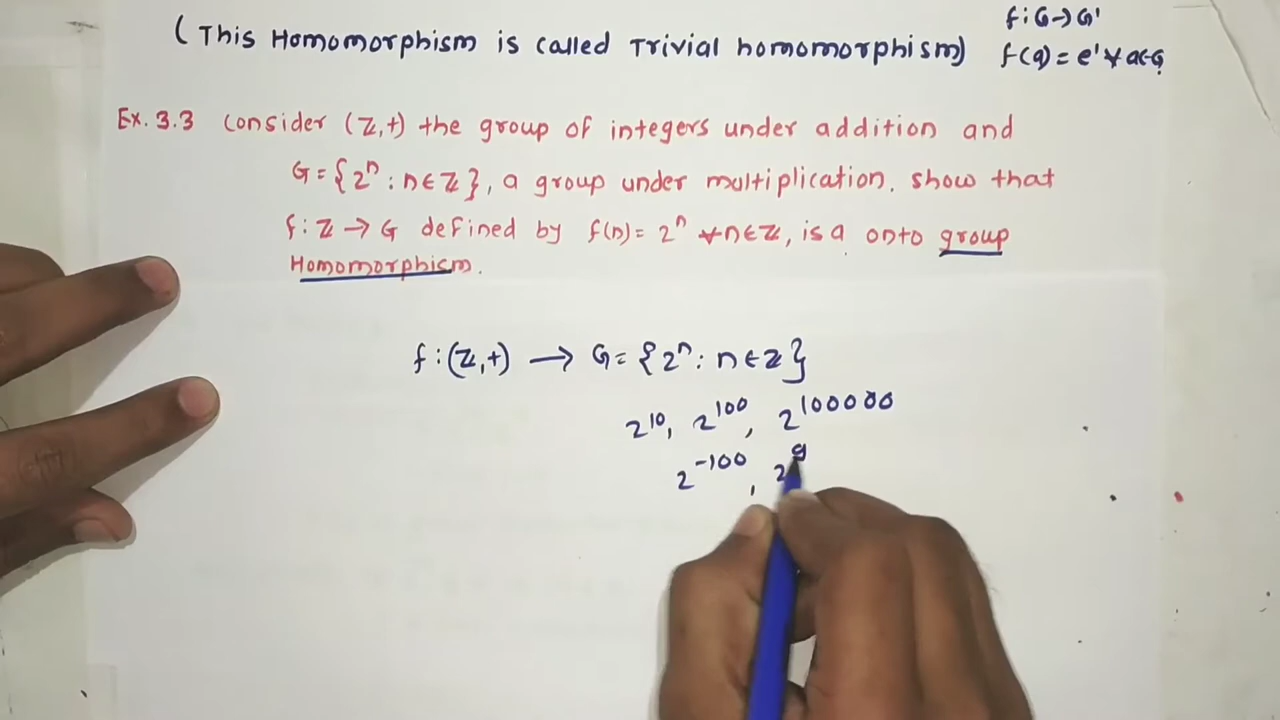 f:G→G'
(This Homomorphism is called Trivial homomorphism) f(a)=e' ∀ a∈G
Ex. 3.3 Consider (ℤ,+) the group of integers under addition and
G={2ⁿ : n∈ℤ}, a group under multiplication. show that
f:ℤ → G defined by f(n)= 2ⁿ ∀n∈ℤ, is a onto group
Homomorphism.
f:(ℤ,+) → G={2ⁿ : n∈ℤ}
2¹⁰, 2¹⁰⁰, 2¹⁰⁰⁰⁰⁰
2⁻¹⁰⁰, 2